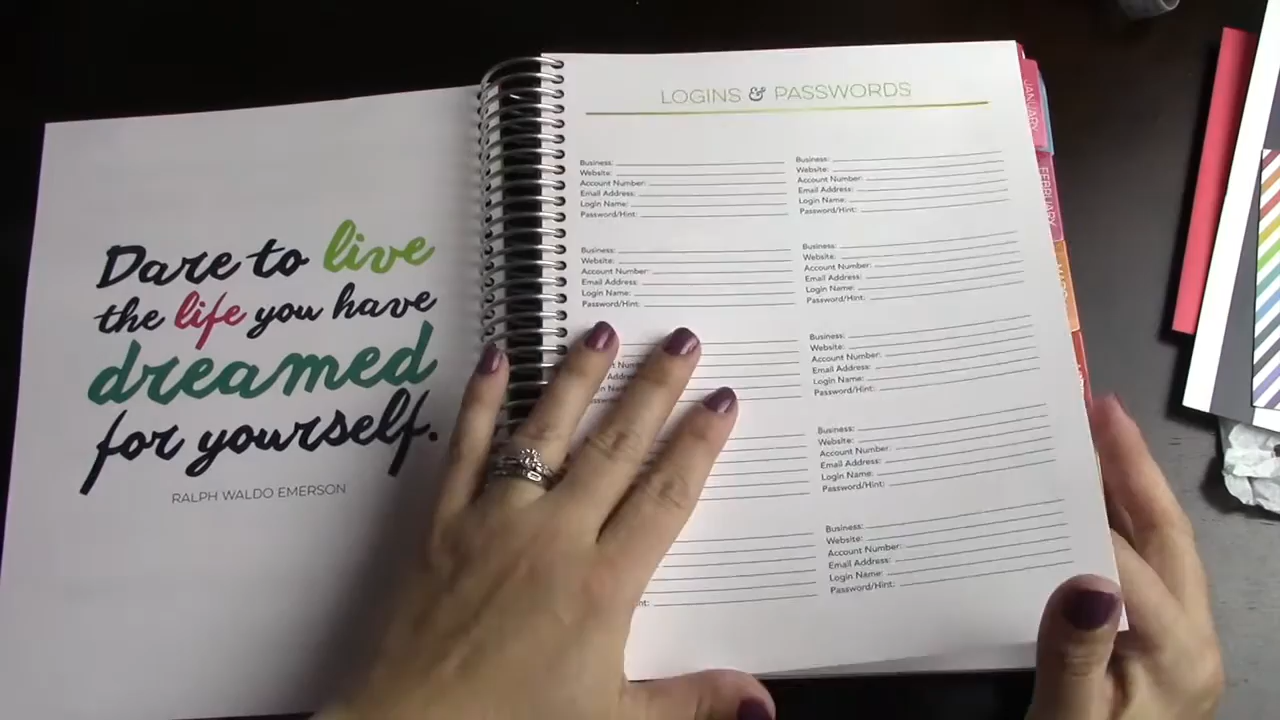 Dare to live
the life you have
dreamed
for yourself.
RALPH WALDO EMERSON
LOGINS & PASSWORDS
Business:
Website:
Account Number:
Email Address:
Login Name:
Password/Hint:
Business:
Website:
Account Number:
Email Address:
Login Name:
Password/Hint:
Business:
Website:
Account Number:
Email Address:
Login Name:
Password/Hint:
Business:
Website:
Account Number:
Email Address:
Login Name:
Password/Hint:
Business:
Website:
Account Number:
Email Address:
Login Name:
Password/Hint:
Business:
Website:
Account Number:
Email Address:
Login Name:
Password/Hint:
Business:
Website:
Account Number:
Email Address:
Login Name:
Password/Hint:
JANUARY
FEBRUARY